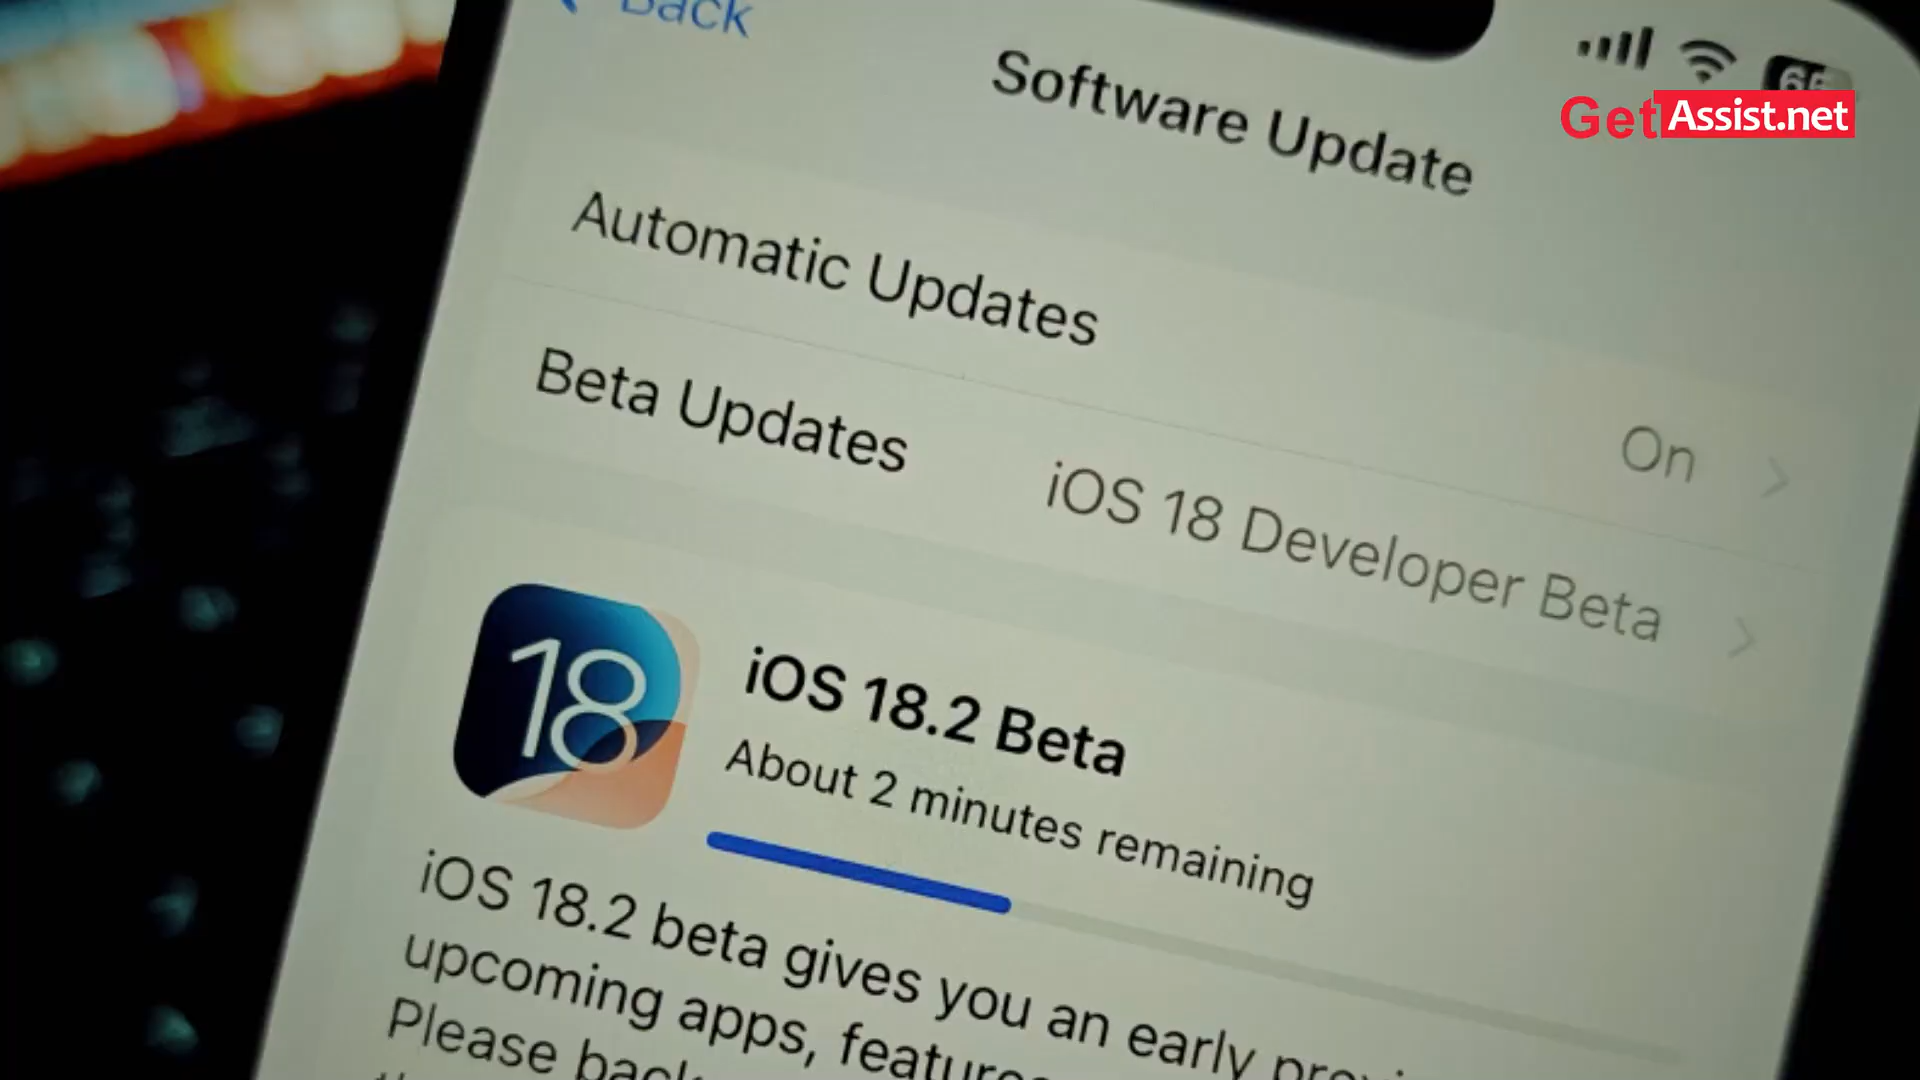 Back
Software Update
GetAssist.net
Automatic Updates
On
Beta Updates
iOS 18 Developer Beta
18
iOS 18.2 Beta
About 2 minutes remaining
iOS 18.2 beta gives you an early
upcoming apps,
Please